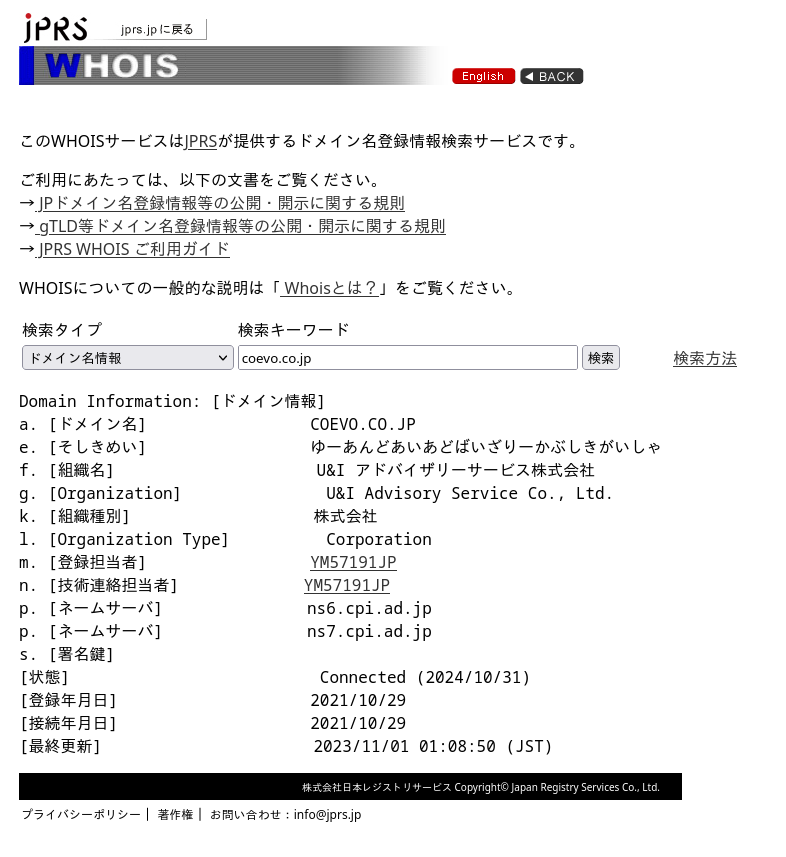 jPRS
jprs.jpに戻る
WHOIS
English ◀ BACK
このWHOISサービスはJPRSが提供するドメイン名登録情報検索サービスです。
ご利用にあたっては、以下の文書をご覧ください。
→ JPドメイン名登録情報等の公開・開示に関する規則
→ gTLD等ドメイン名登録情報等の公開・開示に関する規則
→ JPRS WHOIS ご利用ガイド
WHOISについての一般的な説明は「 Whoisとは？」をご覧ください。
検索タイプ 検索キーワード
ドメイン名情報 coevo.co.jp 検索 検索方法
Domain Information: [ドメイン情報]
a. [ドメイン名] COEVO.CO.JP
e. [そしきめい] ゆーあんどあいあどばいざりーかぶしきがいしゃ
f. [組織名] U&I アドバイザリーサービス株式会社
g. [Organization] U&I Advisory Service Co., Ltd.
k. [組織種別] 株式会社
l. [Organization Type] Corporation
m. [登録担当者] YM57191JP
n. [技術連絡担当者] YM57191JP
p. [ネームサーバ] ns6.cpi.ad.jp
p. [ネームサーバ] ns7.cpi.ad.jp
s. [署名鍵]
[状態] Connected (2024/10/31)
[登録年月日] 2021/10/29
[接続年月日] 2021/10/29
[最終更新] 2023/11/01 01:08:50 (JST)
株式会社日本レジストリサービス Copyright© Japan Registry Services Co., Ltd.
プライバシーポリシー | 著作権 | お問い合わせ：info@jprs.jp